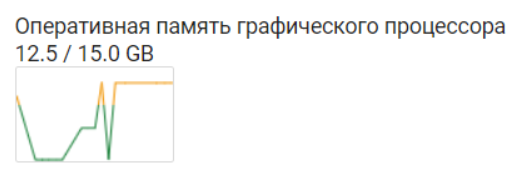 Оперативная память графического процессора
12.5 / 15.0 GB